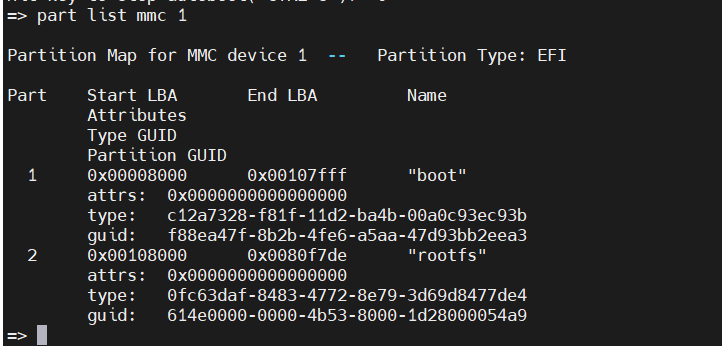 => part list mmc 1
Partition Map for MMC device 1  --   Partition Type: EFI
Part    Start LBA       End LBA         Name
        Attributes
        Type GUID
        Partition GUID
  1     0x00008000      0x00107fff      "boot"
        attrs:  0x0000000000000000
        type:   c12a7328-f81f-11d2-ba4b-00a0c93ec93b
        guid:   f88ea47f-8b2b-4fe6-a5aa-47d93bb2eea3
  2     0x00108000      0x0080f7de      "rootfs"
        attrs:  0x0000000000000000
        type:   0fc63daf-8483-4772-8e79-3d69d8477de4
        guid:   614e0000-0000-4b53-8000-1d28000054a9
=>